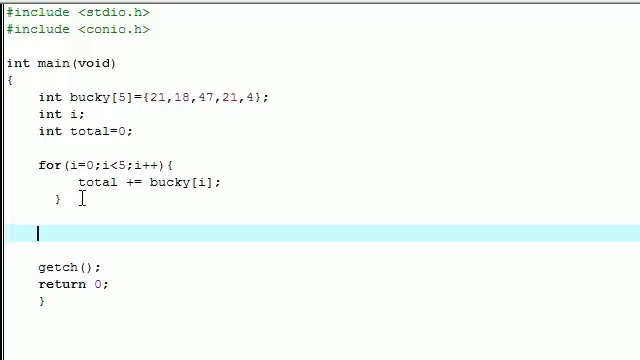 #include <stdio.h>
#include <conio.h>
int main(void)
{
int bucky[5]={21,18,47,21,4};
int i;
int total=0;
for(i=0;i<5;i++){
total += bucky[i];
}
getch();
return 0;
}